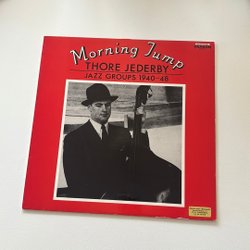 Morning Jump
THORE JEDERBY
JAZZ GROUPS 1940-48